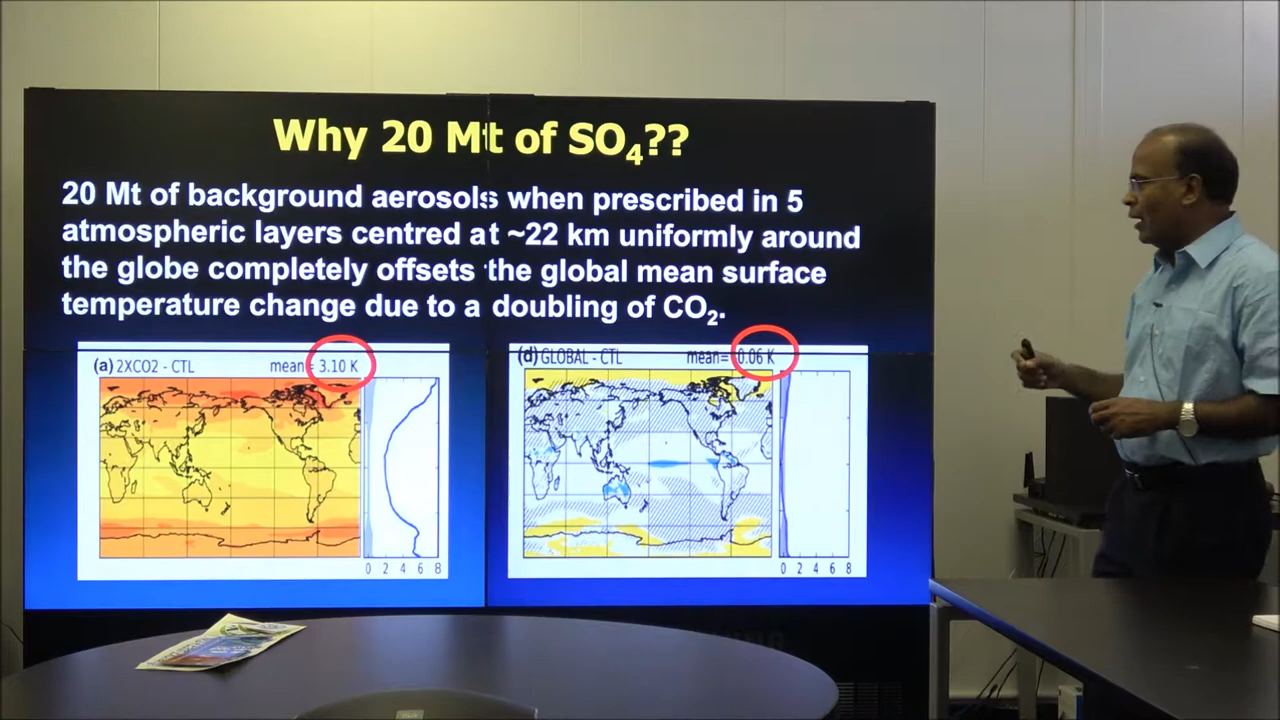 Why 20 Mt of SO₄??
20 Mt of background aerosols when prescribed in 5
atmospheric layers centred at ~22 km uniformly around
the globe completely offsets the global mean surface
temperature change due to a doubling of CO₂.
(a) 2XCO2 - CTL mean= 3.10 K
0 2 4 6 8
(d) GLOBAL - CTL mean= 0.06 K
0 2 4 6 8